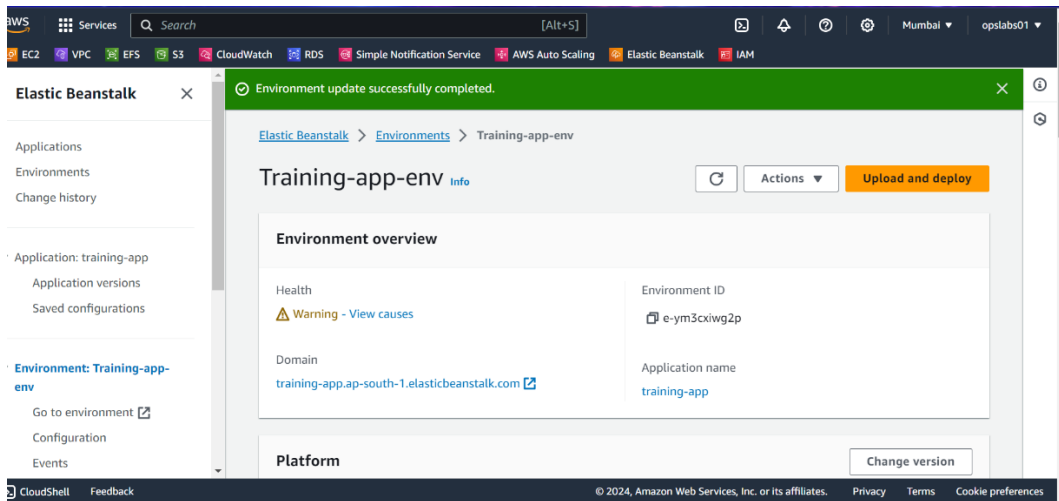 aws Services Search [Alt+S] Mumbai ▼ opslabs01 ▼
EC2 VPC EFS S3 CloudWatch RDS Simple Notification Service AWS Auto Scaling Elastic Beanstalk IAM
Elastic Beanstalk
Applications
Environments
Change history
Application: training-app
Application versions
Saved configurations
Environment: Training-app-
env
Go to environment
Configuration
Events
Environment update successfully completed.
Elastic Beanstalk > Environments > Training-app-env
Training-app-env Info
Actions ▼ Upload and deploy
Environment overview
Health
Warning - View causes
Domain
training-app.ap-south-1.elasticbeanstalk.com
Environment ID
e-ym3cxiwg2p
Application name
training-app
Platform
Change version
CloudShell Feedback © 2024, Amazon Web Services, Inc. or its affiliates. Privacy Terms Cookie preferences